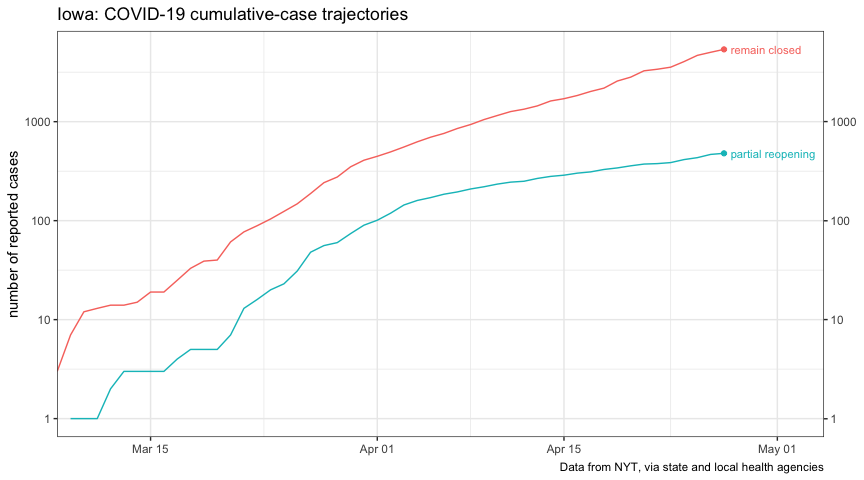 Iowa: COVID-19 cumulative-case trajectories
remain closed
1000
1000
partial reopening
100
100
10
10
1
1
number of reported cases
Mar 15
Apr 01
Apr 15
May 01
Data from NYT, via state and local health agencies